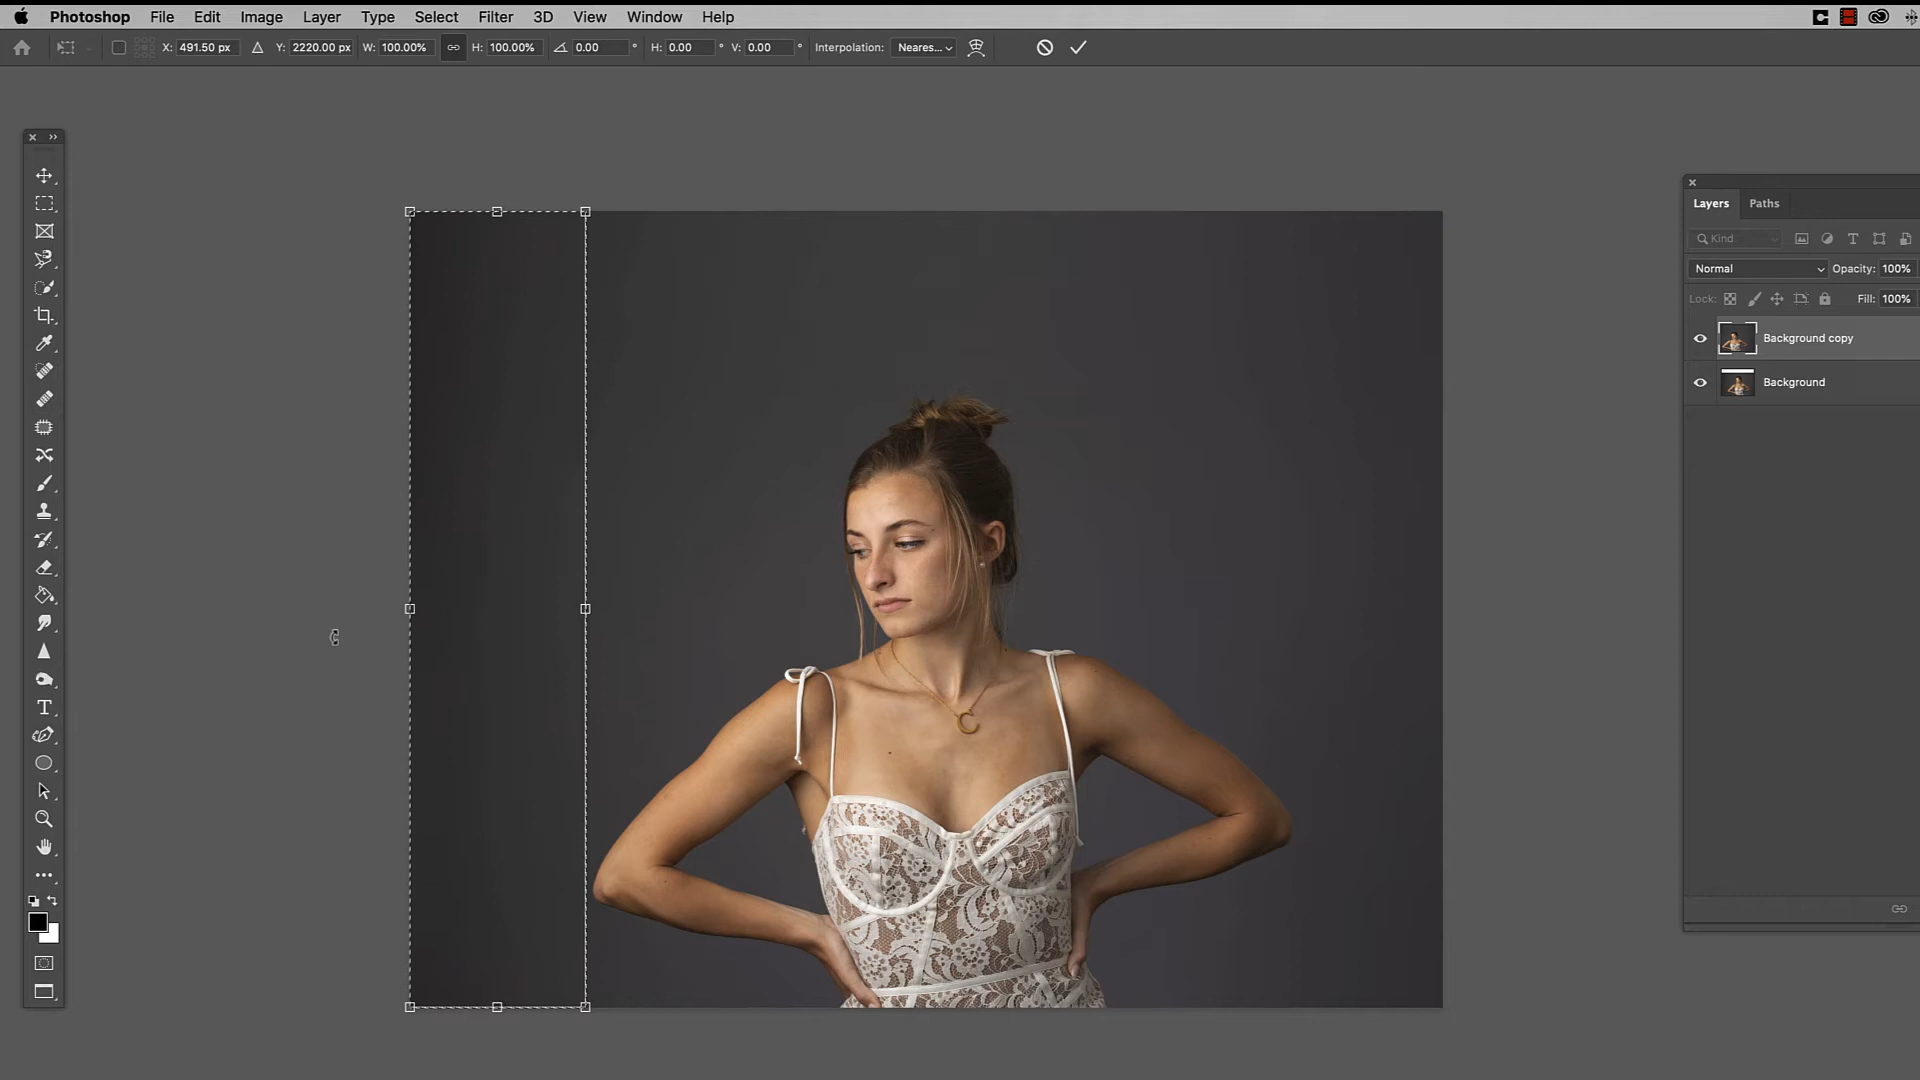 Photoshop File Edit Image Layer Type Select Filter 3D View Window Help
X: 491.50 px Y: 2220.00 px W: 100.00% H: 100.00% 0.00 ° H: 0.00 ° V: 0.00 ° Interpolation: Neares...
Layers Paths
Kind
Normal Opacity: 100%
Lock: Fill: 100%
Background copy
Background